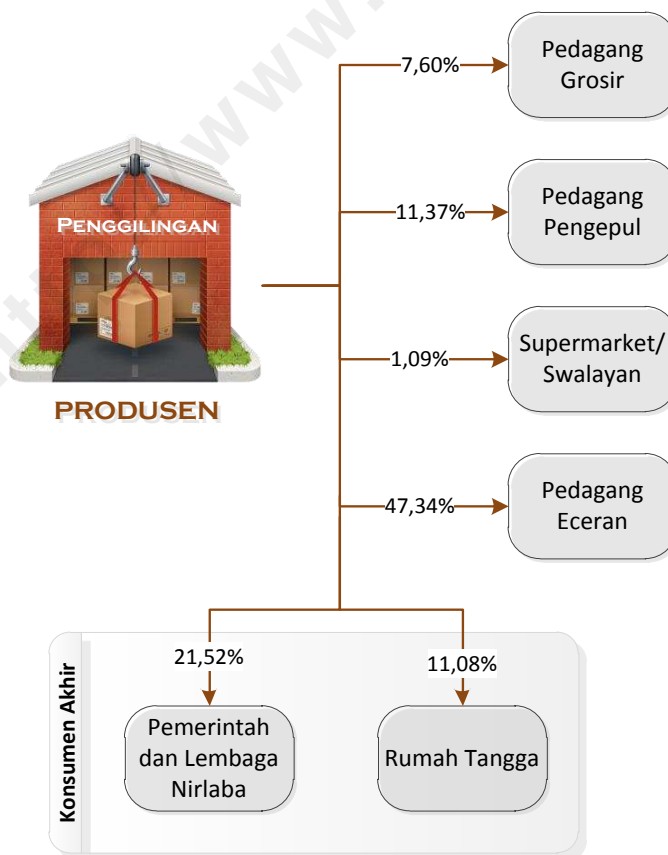 7,60%
Pedagang
Grosir
PENGGILINGAN
11,37%
Pedagang
Pengepul
1,09%
Supermarket/
Swalayan
PRODUSEN
47,34%
Pedagang
Eceran
Konsumen Akhir
21,52%
11,08%
Pemerintah
dan Lembaga
Nirlaba
Rumah Tangga